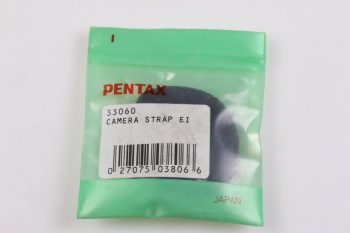 I
PENTAX
33060
CAMERA STRAP EI
0 27075 03806 6
JAPAN